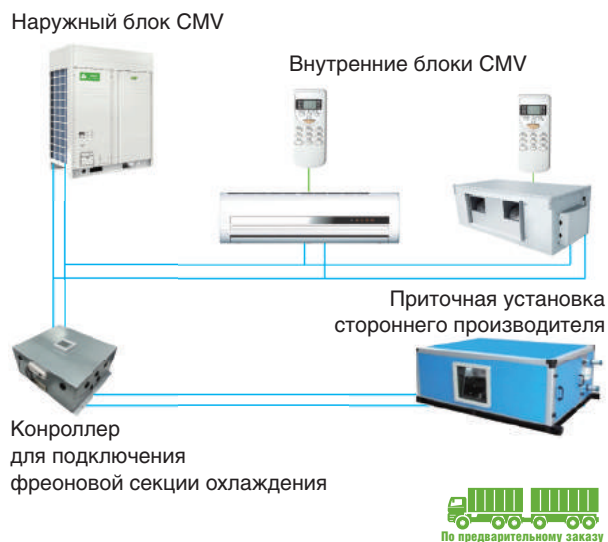 Наружный блок CMV
Внутренние блоки CMV
Приточная установка
стороннего производителя
Конроллер
для подключения
фреоновой секции охлаждения
По предварительному заказу